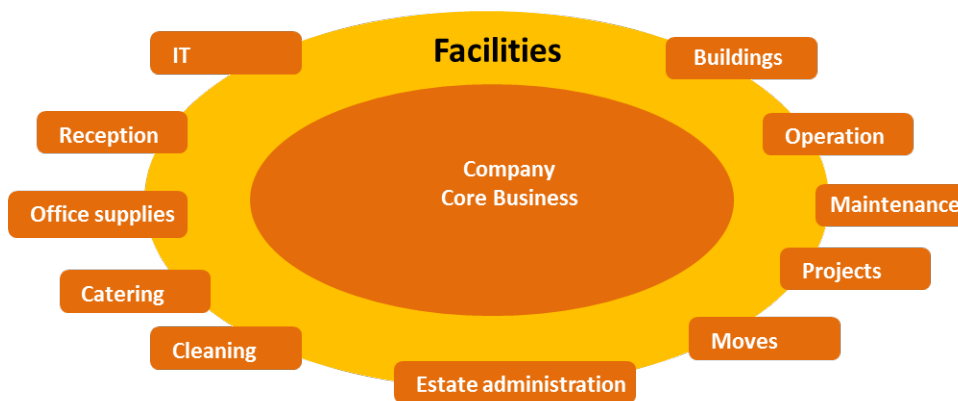 Facilities
IT
Buildings
Reception
Operation
Company
Core Business
Office supplies
Maintenance
Catering
Projects
Cleaning
Moves
Estate administration